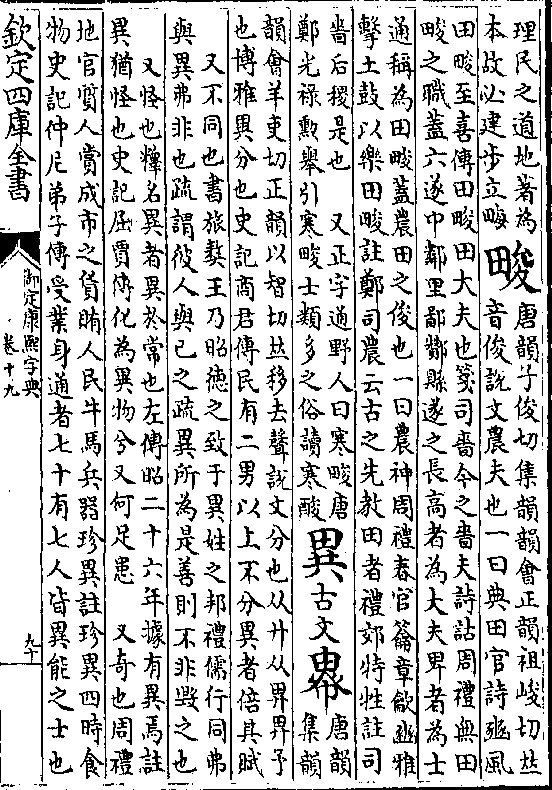 理民之道地著為
本故必建步立畮
畯
唐韻子俊切集韻韻會正韻祖峻切𠀤
音俊說文農夫也一曰典田官詩豳風
田畯至喜傳田畯田大夫也箋司嗇今之嗇夫詩詁周禮無田
畯之職蓋六遂中鄰里鄙酇縣遂之長高者為大夫卑者為士
通稱為田畯蓋農田之俊也一曰農神周禮春官籥章龡豳雅
擊土鼓以樂田畯註鄭司農云古之先教田者禮郊特牲註司
嗇后稷是也 又正字通野人曰寒畯唐
鄭光祿勲舉引寒畯士類多之俗讀寒酸
異
古文𢄖
唐韻
集韻
韻會羊吏切正韻以智切𠀤移去聲說文分也从廾从畀畀予
也博雅異分也史記商君傳民有二男以上不分異者倍其賦
又不同也書旅獒王乃昭德之致于異姓之邦禮儒行同弗
與異弗非也疏謂彼人與己之疏異所為是善則不非毀之也
又怪也釋名異者異於常也左傳昭二十六年據有異焉註
異猶怪也史記屈賈傳化為異物兮又何足患 又奇也周禮
地官質人賞成市之貨賄人民牛馬兵器珍異註珍異四時食
物史記仲尼弟子傳受業身通者七十有七人皆異能之士也
欽定四庫全書
御定康熙字典
卷十九
九十